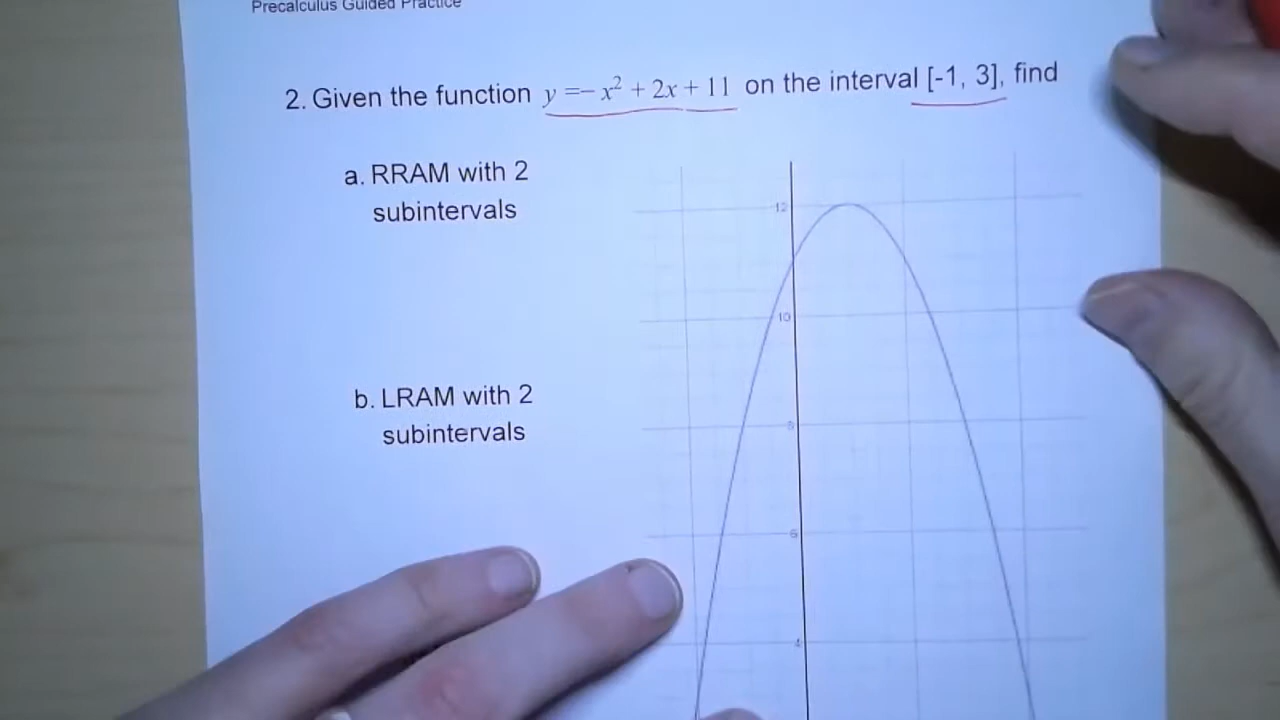 Precalculus Guided Practice
2. Given the function y = − x² + 2x + 11 on the interval [-1, 3], find
a. RRAM with 2
subintervals
12
10
b. LRAM with 2
subintervals
8
6
4